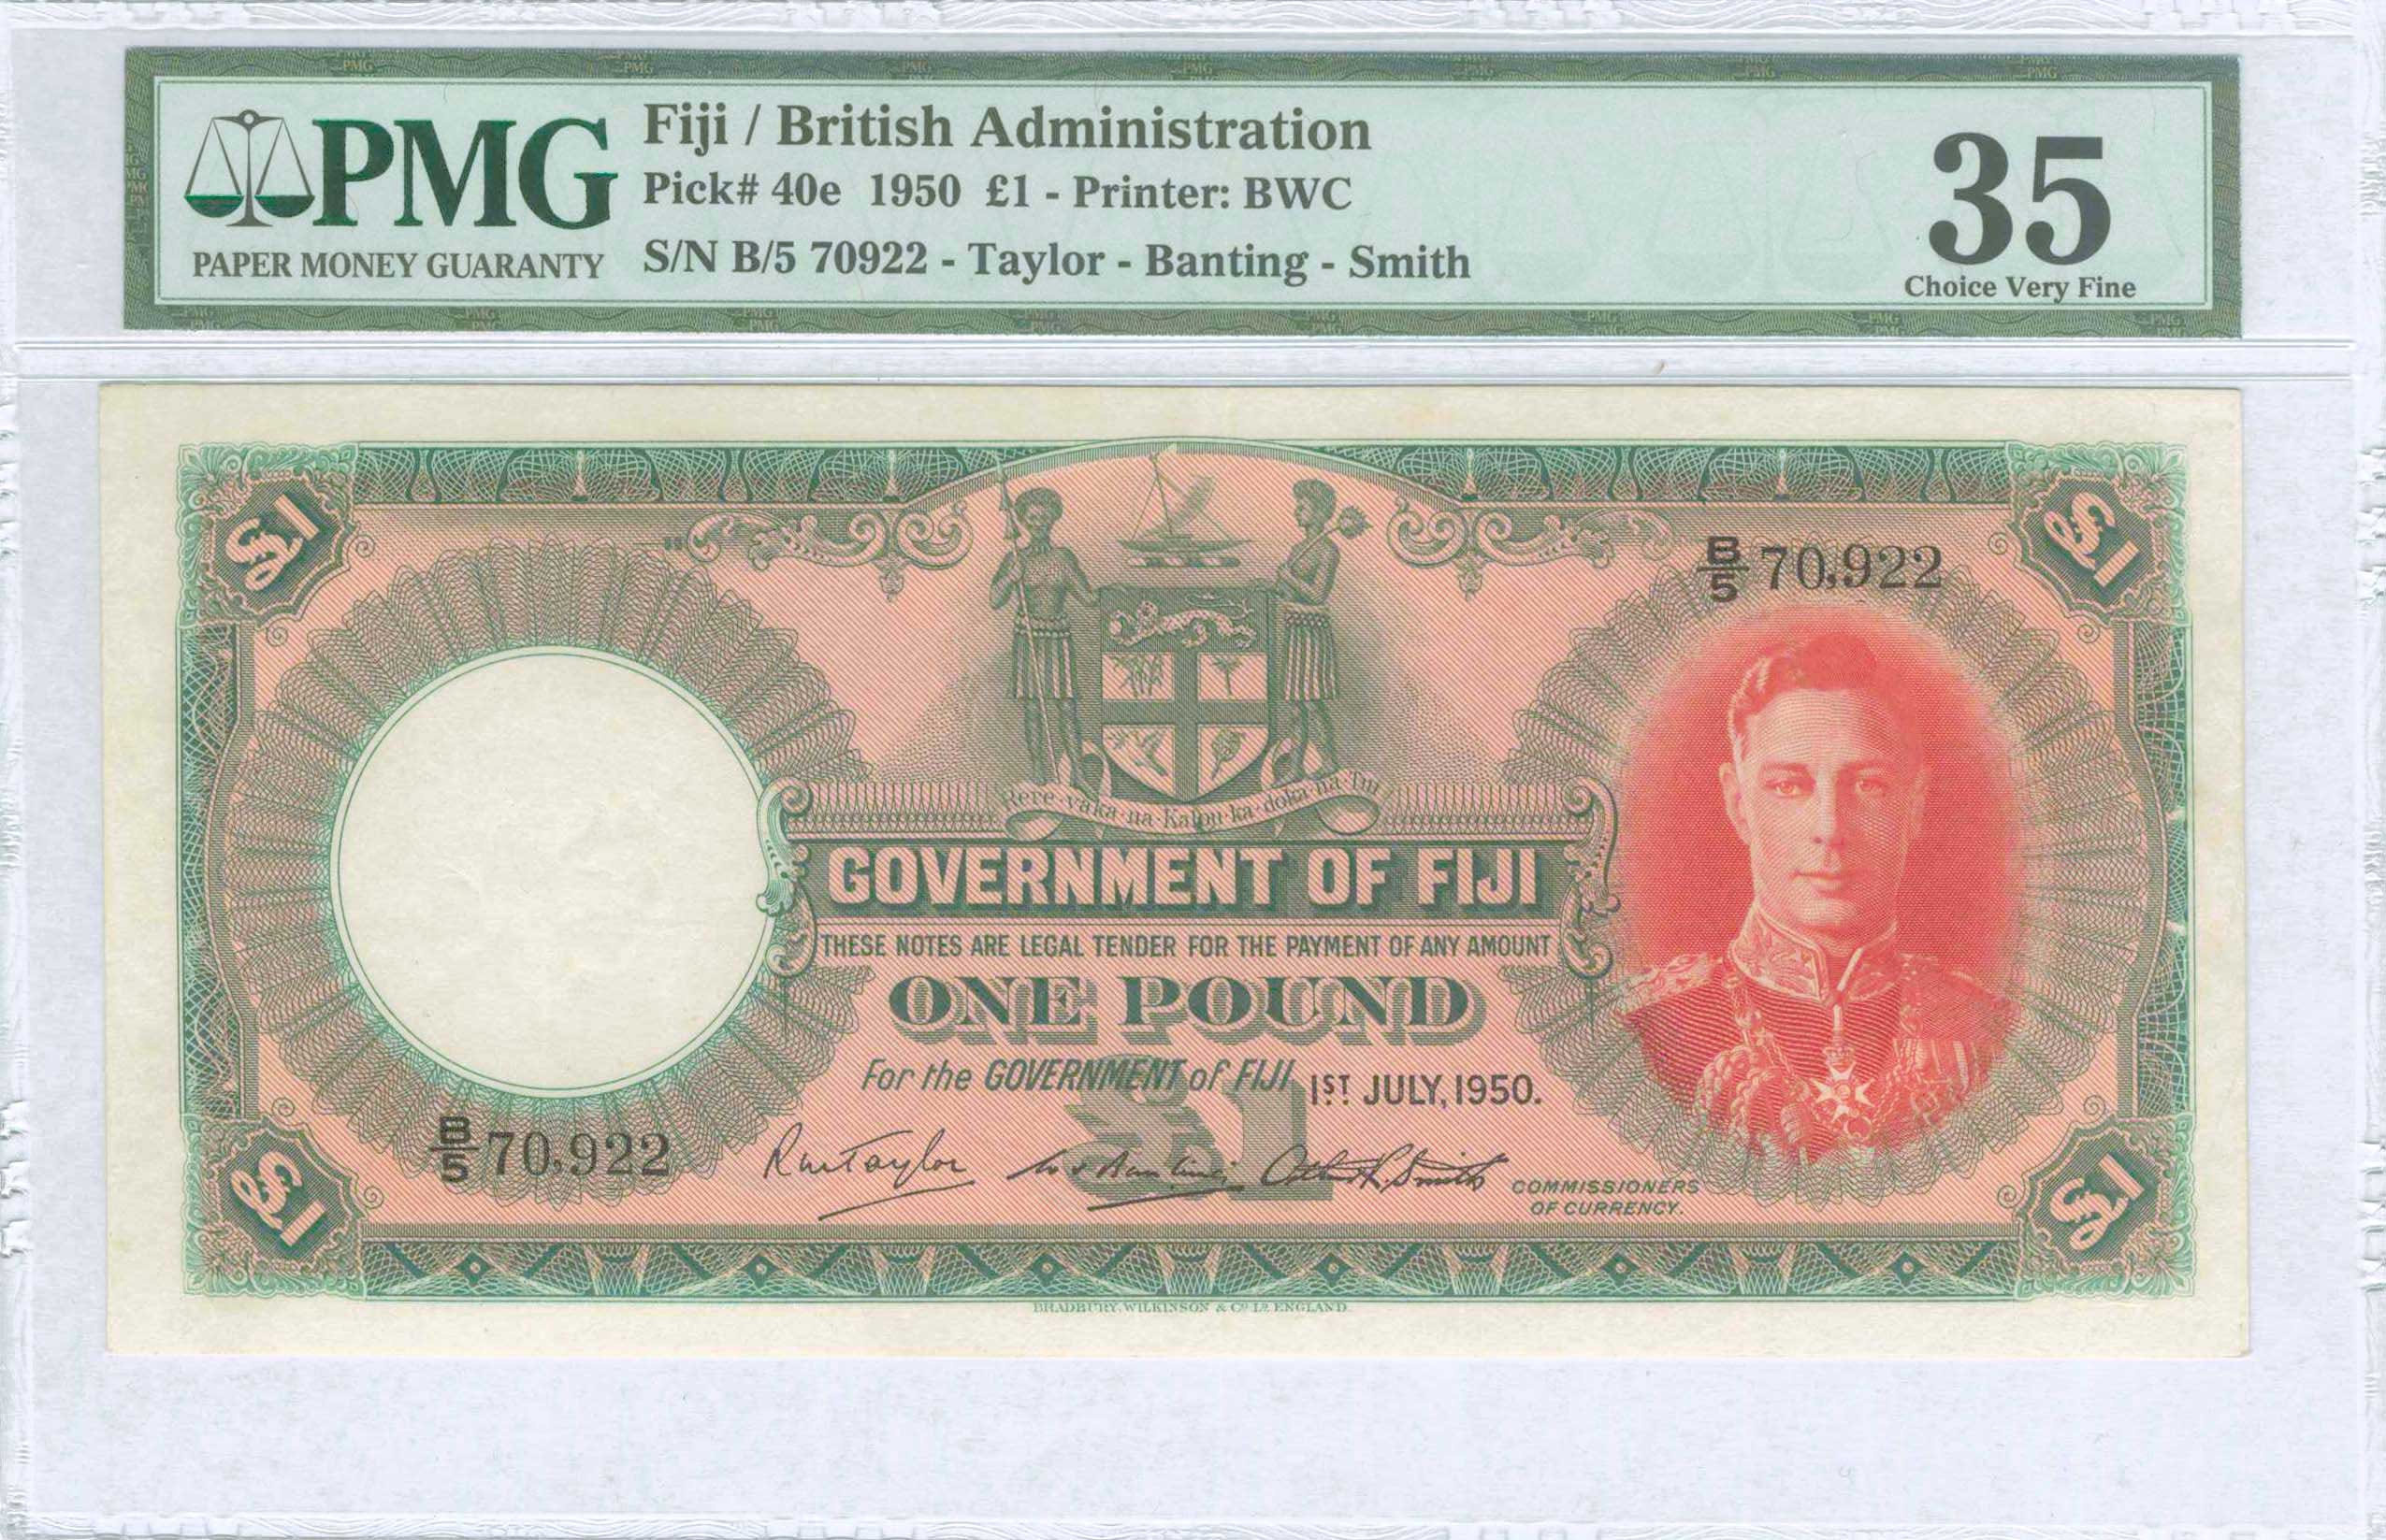 PMG
PAPER MONEY GUARANTY
Fiji / British Administration
Pick# 40e 1950 £1 - Printer: BWC
S/N B/5 70922 - Taylor - Banting - Smith
35
Choice Very Fine
£1
£1
B/5 70,922
Rere·vaka·na·Kalou·ka·doka·na·Tui
GOVERNMENT OF FIJI
THESE NOTES ARE LEGAL TENDER FOR THE PAYMENT OF ANY AMOUNT
ONE POUND
For the GOVERNMENT of FIJI 1ST JULY, 1950.
£1
B/5 70,922
RwTaylor
COMMISSIONERS
OF CURRENCY.
£1
£1
BRADBURY, WILKINSON & Co Ld ENGLAND